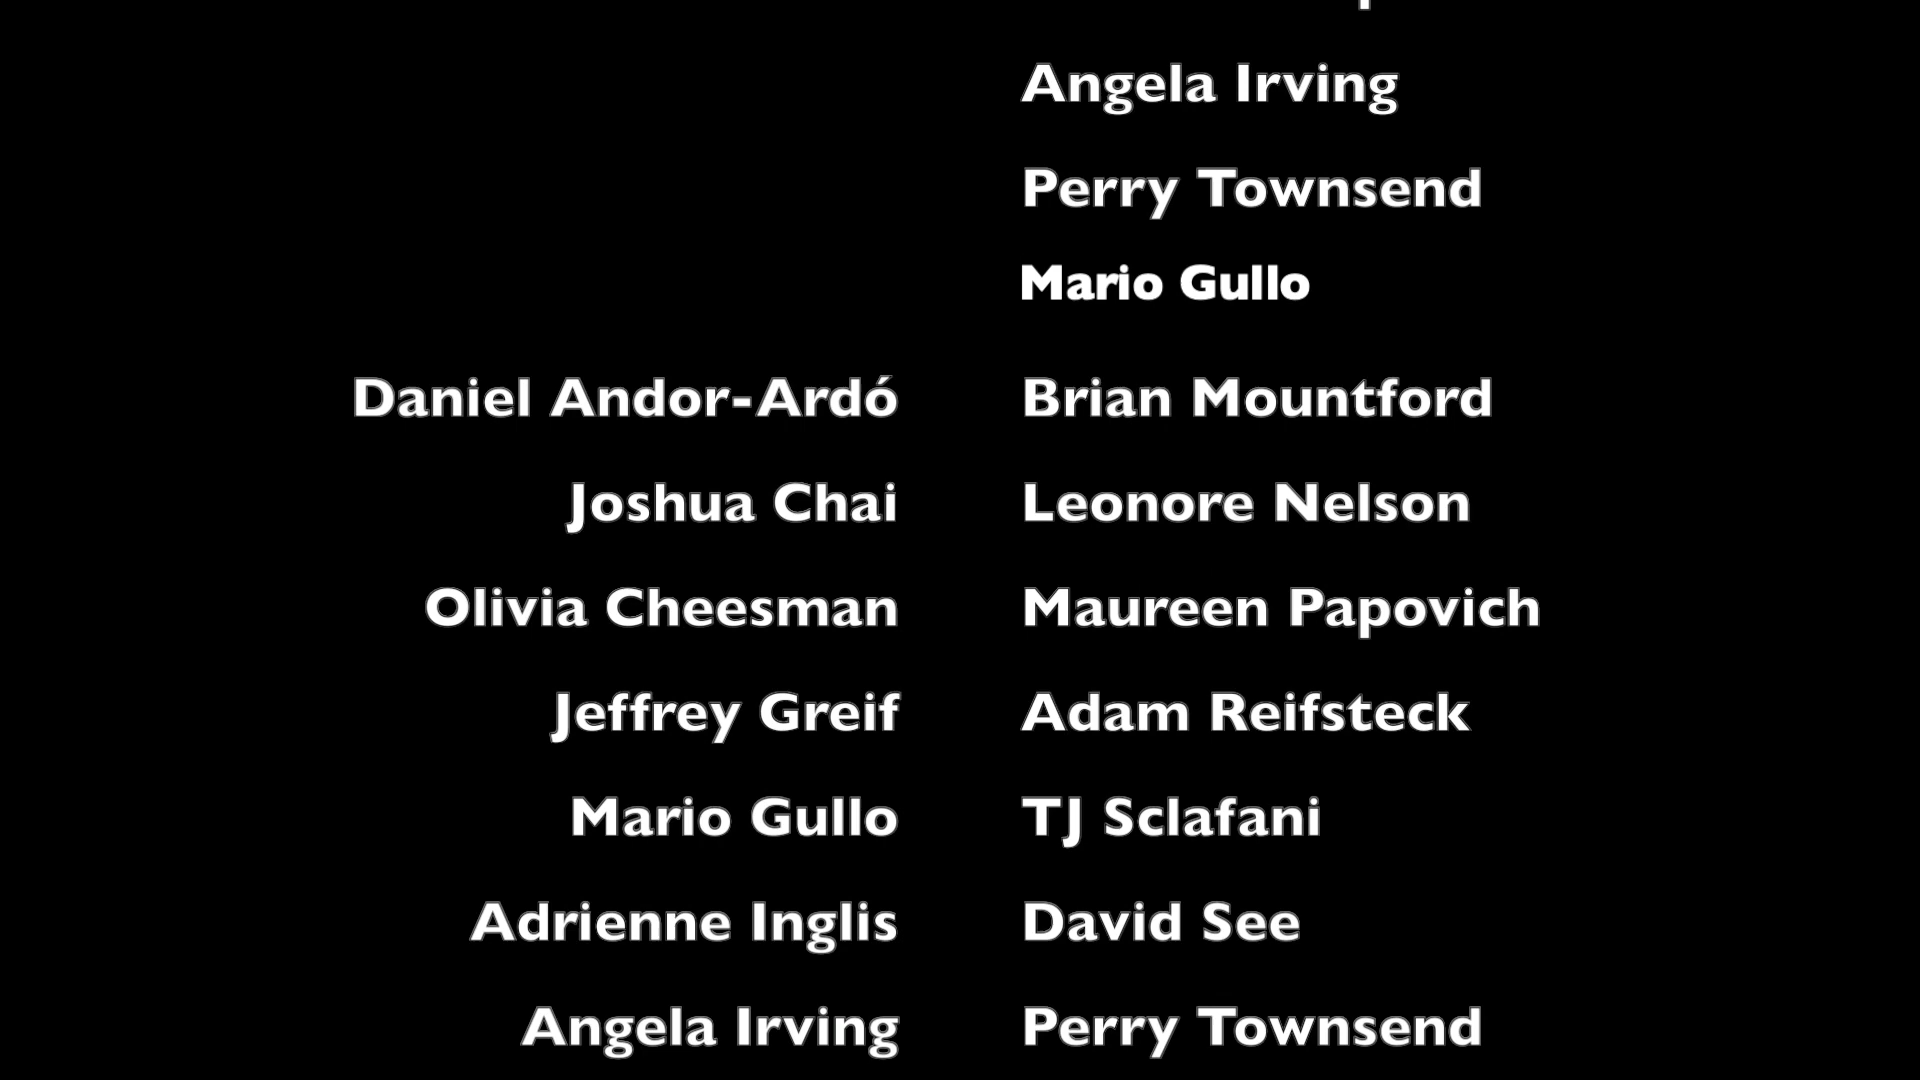 Angela Irving
Perry Townsend
Mario Gullo
Daniel Andor-Ardó Brian Mountford
Joshua Chai Leonore Nelson
Olivia Cheesman Maureen Papovich
Jeffrey Greif Adam Reifsteck
Mario Gullo TJ Sclafani
Adrienne Inglis David See
Angela Irving Perry Townsend